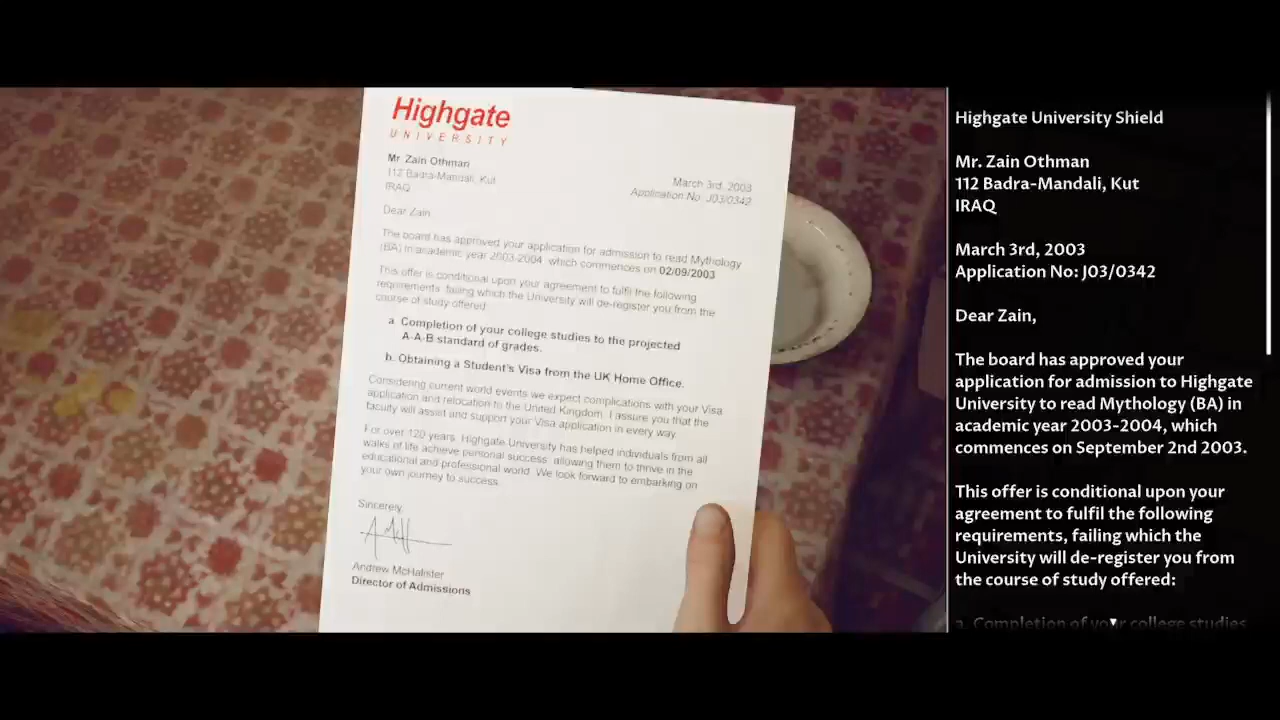 Highgate
UNIVERSITY
Mr. Zain Othman
112 Badra-Mandali, Kut
IRAQ
March 3rd, 2003
Application No. J03/0342
Dear Zain
The board has approved your application for admission to read Mythology
(BA) in academic year 2003-2004 which commences on 02/09/2003
This offer is conditional upon your agreement to fulfil the following
requirements, failing which the University will de-register you from the
course of study offered
a. Completion of your college studies to the projected
A-A-B standard of grades.
b. Obtaining a Student's Visa from the UK Home Office.
Considering current world events we expect complications with your Visa
application and relocation to the United Kingdom. I assure you that the
faculty will assist and support your Visa application in every way
For over 120 years, Highgate University has helped individuals from all
walks of life achieve personal success, allowing them to thrive in the
educational and professional world. We look forward to embarking on
your own journey to success
Sincerely,
Andrew McHalister
Director of Admissions
Highgate University Shield
Mr. Zain Othman
112 Badra-Mandali, Kut
IRAQ
March 3rd, 2003
Application No: J03/0342
Dear Zain,
The board has approved your
application for admission to Highgate
University to read Mythology (BA) in
academic year 2003-2004, which
commences on September 2nd 2003.
This offer is conditional upon your
agreement to fulfil the following
requirements, failing which the
University will de-register you from
the course of study offered:
a. Completion of your college studies